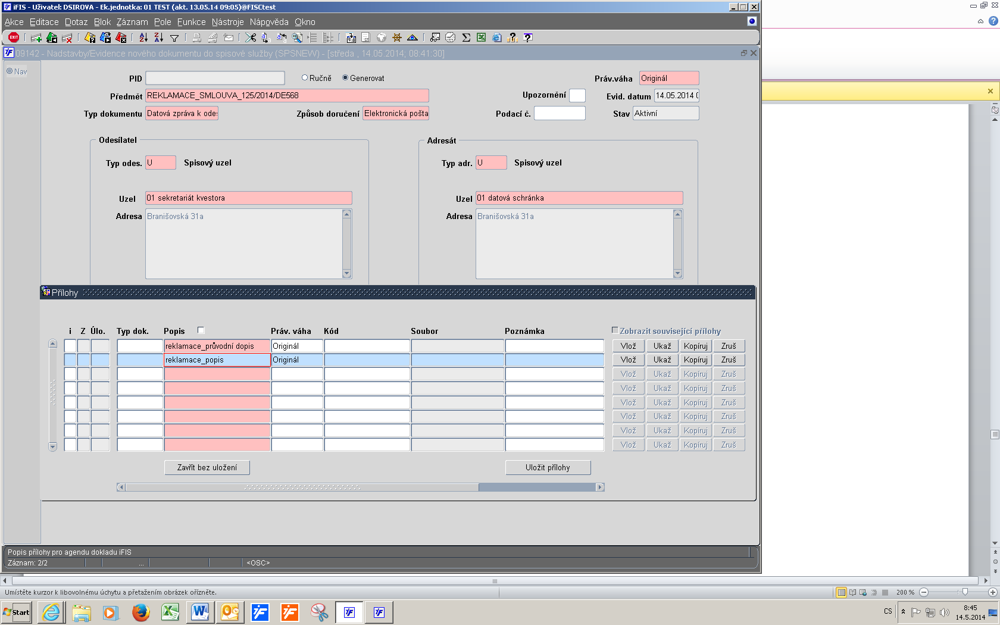 iFIS - Uživatel: DSIROVA - Ek.jednotka: 01 TEST (akt. 13.05.14 09:05)@FISCtest
Akce Editace Dotaz Blok Záznam Pole Funkce Nástroje Nápověda Okno
EXIT
09142 - Nadstavby/Evidence nového dokumentu do spisové služby (SPSNEW) - [středa , 14.05.2014; 08:41:30]
Nav
PID Ručně Generovat Práv.váha Originál
Předmět REKLAMACE_SMLOUVA_125/2014/DE568 Upozornění Evid. datum 14.05.2014 0
Typ dokumentu Datová zpráva k odes Způsob doručení Elektronická pošta Podací č. Stav Aktivní
Odesílatel Adresát
Typ odes. U Spisový uzel Typ adr. U Spisový uzel
Uzel 01 sekretariát kvestora Uzel 01 datová schránka
Adresa Branišovská 31a Adresa Branišovská 31a
Přílohy
i Z Úlo. Typ dok. Popis Práv. váha Kód Soubor Poznámka Zobrazit související přílohy
reklamace_průvodní dopis Originál Vlož Ukaž Kopíruj Zruš
reklamace_popis Originál Vlož Ukaž Kopíruj Zruš
Vlož Ukaž Kopíruj Zruš
Vlož Ukaž Kopíruj Zruš
Vlož Ukaž Kopíruj Zruš
Vlož Ukaž Kopíruj Zruš
Vlož Ukaž Kopíruj Zruš
Vlož Ukaž Kopíruj Zruš
Zavřít bez uložení Uložit přílohy
Popis přílohy pro agendu dokladu iFIS
Záznam: 2/2 ... <OSC>
Umístěte kurzor k libovolnému úchytu a přetažením obrázek ořízněte. 200 %
Start CS 8:45
14.5.2014